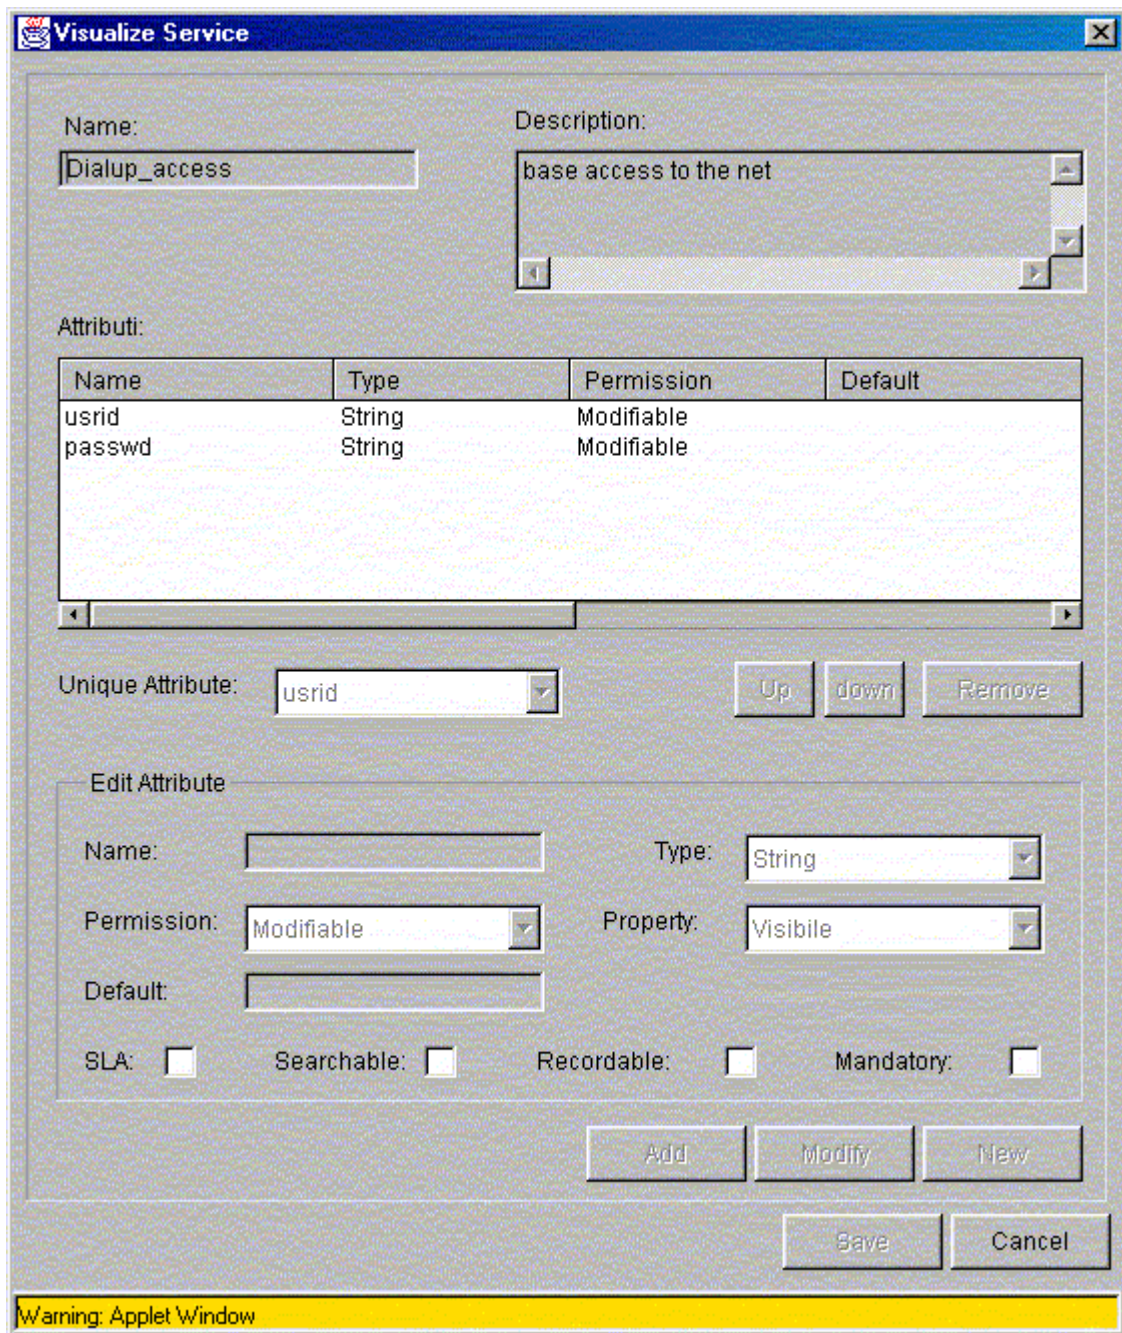 Visualize Service
Name:
Description:
Dialup_access
base access to the net
Attributi:
Name Type Permission Default
usrid String Modifiable
passwd String Modifiable
Unique Attribute: usrid Up down Remove
Edit Attribute
Name: Type: String
Permission: Modifiable Property: Visibile
Default:
SLA: Searchable: Recordable: Mandatory:
Add Modify New
Save Cancel
Warning: Applet Window